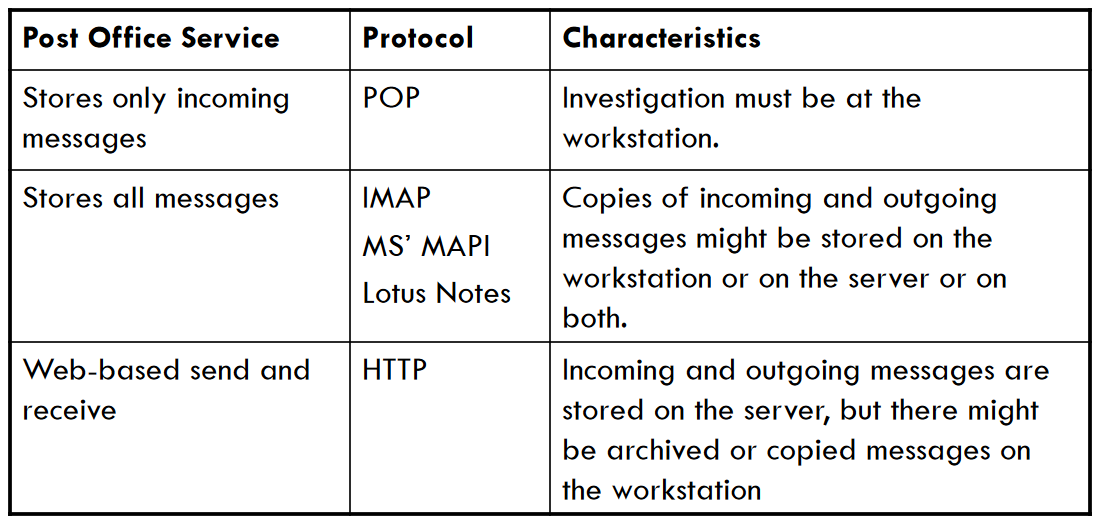 Post Office Service
Protocol
Characteristics
Stores only incoming
messages
POP
Investigation must be at the
workstation.
Stores all messages
IMAP
MS’ MAPI
Lotus Notes
Copies of incoming and outgoing
messages might be stored on the
workstation or on the server or on
both.
Web-based send and
receive
HTTP
Incoming and outgoing messages are
stored on the server, but there might
be archived or copied messages on
the workstation